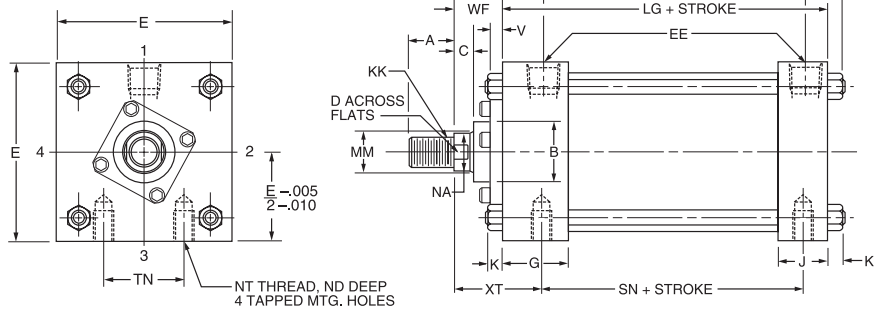 E
WF
LG + STROKE
V
A
C
EE
1
KK
D ACROSS
FLATS
E
4
2
MM
B
E -.005
2 -.010
NA
3
TN
K
G
J
K
NT THREAD, ND DEEP
4 TAPPED MTG. HOLES
XT
SN + STROKE